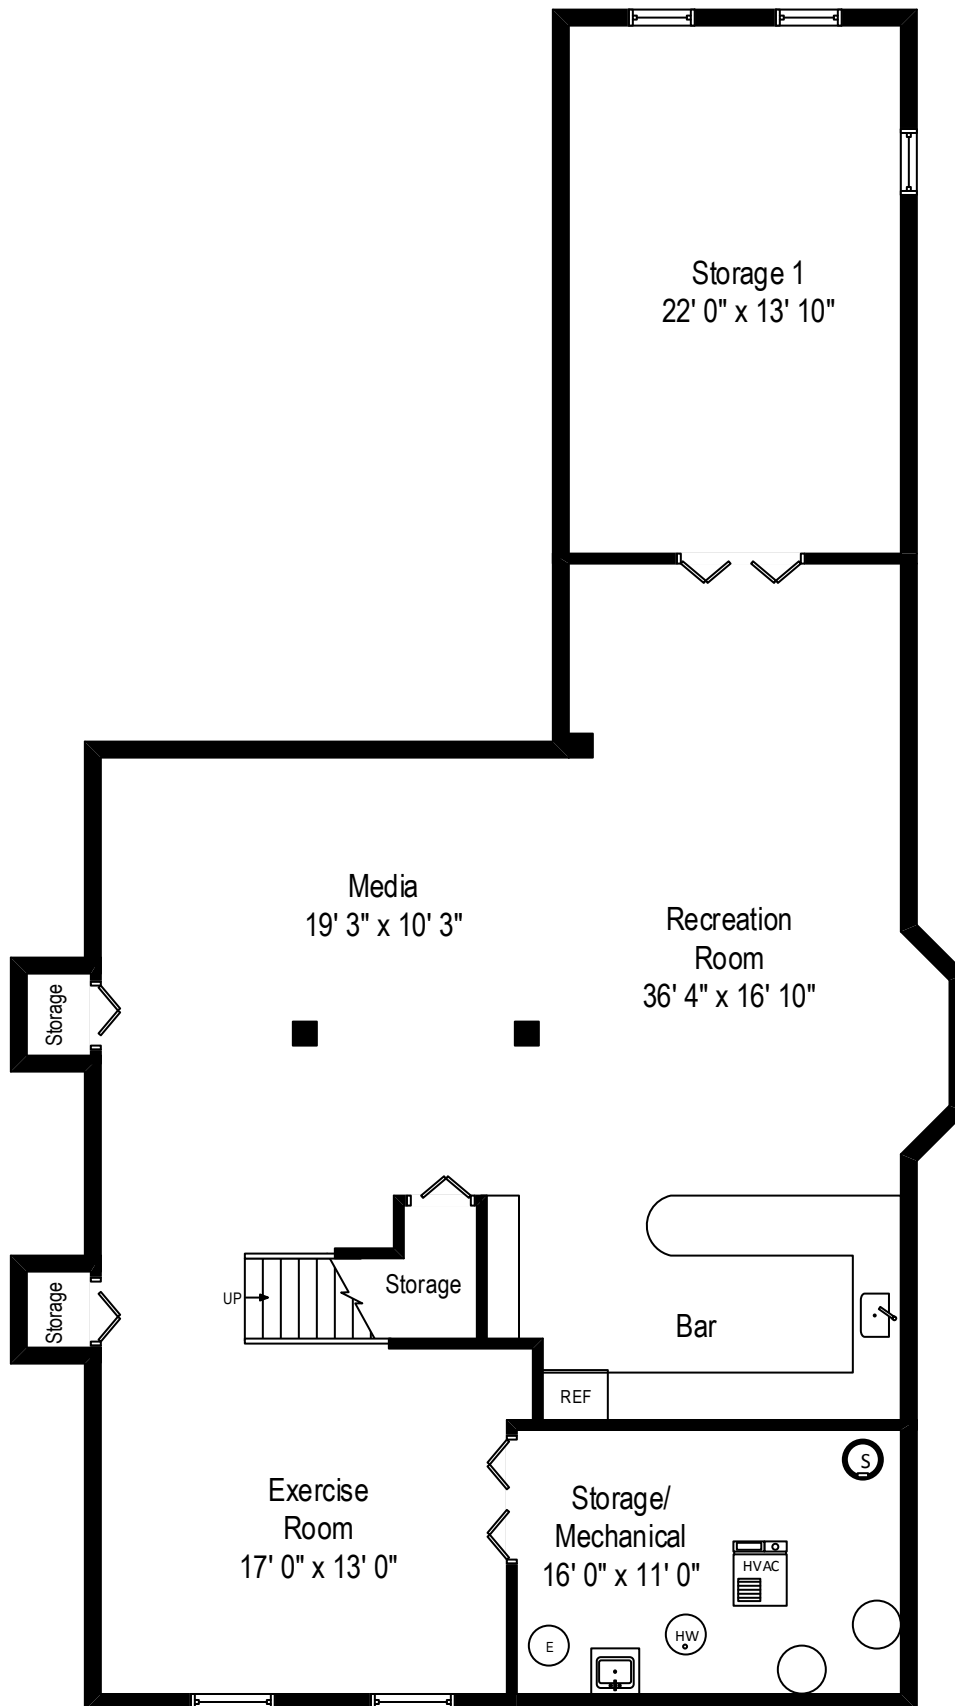 Storage 1
22' 0" x 13' 10"
Media
19' 3" x 10' 3"
Recreation
Room
36' 4" x 16' 10"
Storage
Storage
UP
Storage
Bar
REF
Exercise
Room
17' 0" x 13' 0"
Storage/
Mechanical
16' 0" x 11' 0"
S
HVAC
HW
E